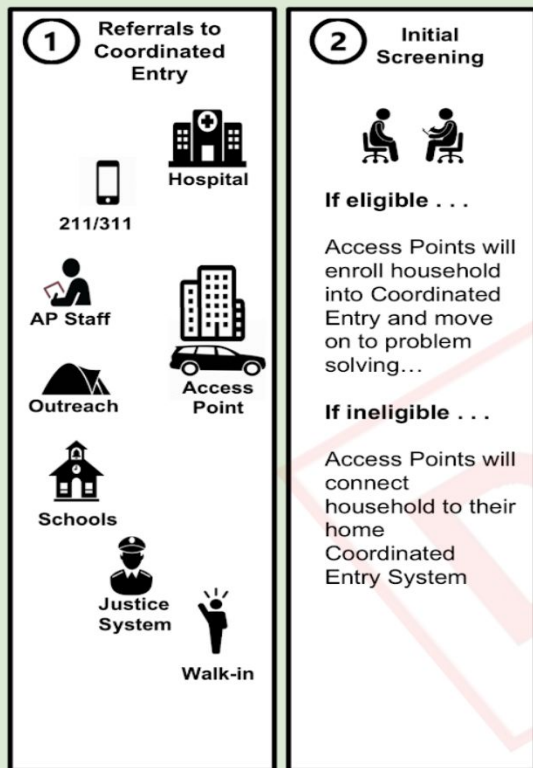 1
Referrals to
Coordinated
Entry
Hospital
211/311
AP Staff
Access
Point
Outreach
Schools
Justice
System
Walk-in
2
Initial
Screening
If eligible . . .
Access Points will
enroll household
into Coordinated
Entry and move
on to problem
solving...
If ineligible . . .
Access Points will
connect
household to their
home
Coordinated
Entry System